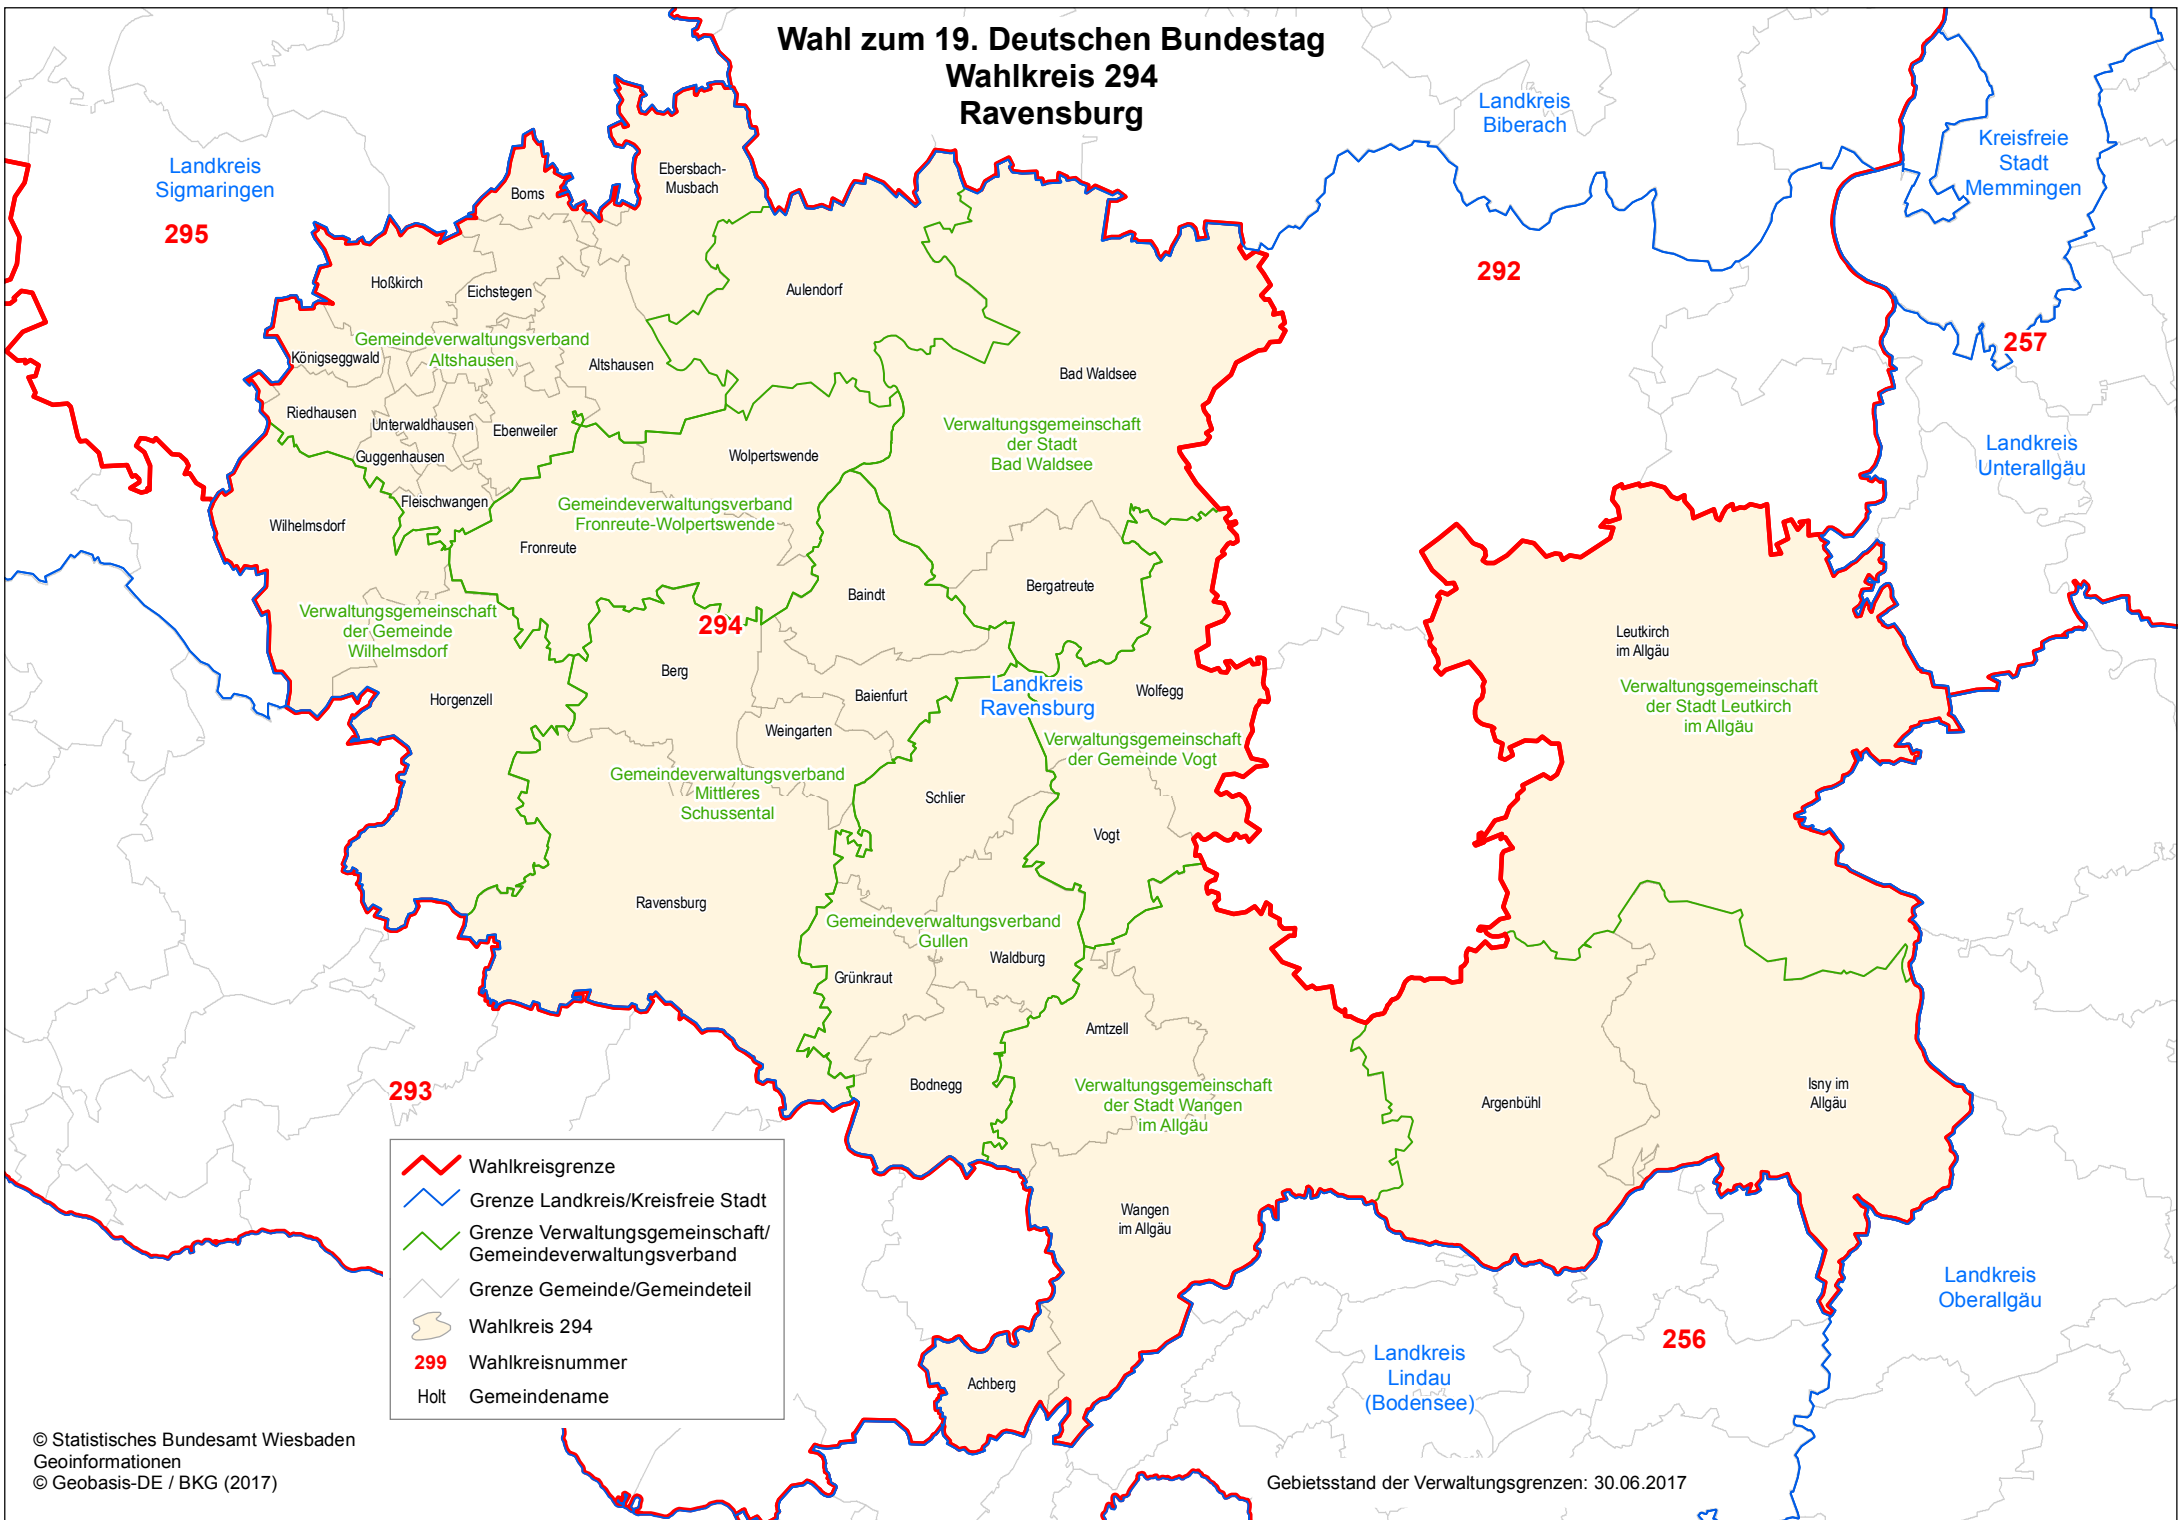 Wahl zum 19. Deutschen Bundestag
Wahlkreis 294
Ravensburg
Landkreis
Sigmaringen
295
Landkreis
Biberach
Kreisfreie
Stadt
Memmingen
292
257
Landkreis
Unterallgäu
Ebersbach-
Musbach
Boms
Hoßkirch
Eichstegen
Aulendorf
Gemeindeverwaltungsverband
Altshausen
Königseggwald
Altshausen
Bad Waldsee
Riedhausen
Unterwaldhausen
Ebenweiler
Guggenhausen
Fleischwangen
Verwaltungsgemeinschaft
der Stadt
Bad Waldsee
Wolpertswende
Gemeindeverwaltungsverband
Fronreute-Wolpertswende
Wilhelmsdorf
Fronreute
Baindt
Bergatreute
Verwaltungsgemeinschaft
der Gemeinde
Wilhelmsdorf
294
Berg
Horgenzell
Baienfurt
Weingarten
Landkreis
Ravensburg
Wolfegg
Verwaltungsgemeinschaft
der Gemeinde Vogt
Leutkirch
im Allgäu
Verwaltungsgemeinschaft
der Stadt Leutkirch
im Allgäu
Gemeindeverwaltungsverband
Mittleres
Schussental
Schlier
Vogt
Ravensburg
Gemeindeverwaltungsverband
Gullen
Waldburg
Grünkraut
Amtzell
Bodnegg
Verwaltungsgemeinschaft
der Stadt Wangen
im Allgäu
Argenbühl
Isny im
Allgäu
293
Wangen
im Allgäu
Achberg
Landkreis
Oberallgäu
256
Landkreis
Lindau
(Bodensee)
Wahlkreisgrenze
Grenze Landkreis/Kreisfreie Stadt
Grenze Verwaltungsgemeinschaft/
Gemeindeverwaltungsverband
Grenze Gemeinde/Gemeindeteil
Wahlkreis 294
299 Wahlkreisnummer
Holt Gemeindename
© Statistisches Bundesamt Wiesbaden
Geoinformationen
© Geobasis-DE / BKG (2017)
Gebietsstand der Verwaltungsgrenzen: 30.06.2017